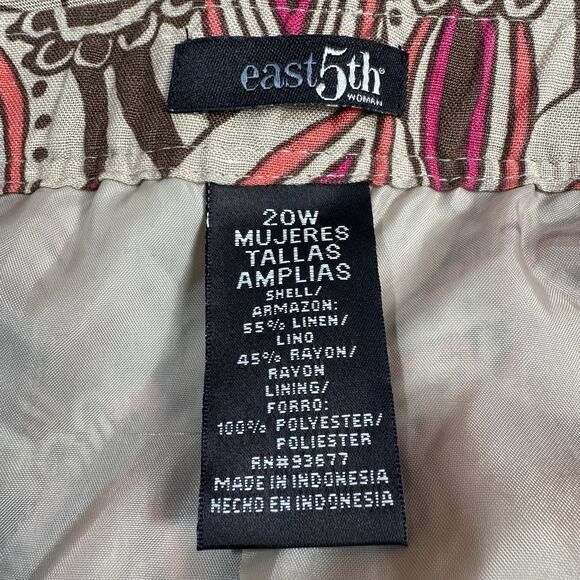 east5th®
WOMAN
20W
MUJERES
TALLAS
AMPLIAS
SHELL/
ARMAZON:
55% LINEN/
LINO
45% RAYON/
RAYON
LINING/
FORRO:
100% POLYESTER/
POLIESTER
RN#93677
MADE IN INDONESIA
HECHO EN INDONESIA